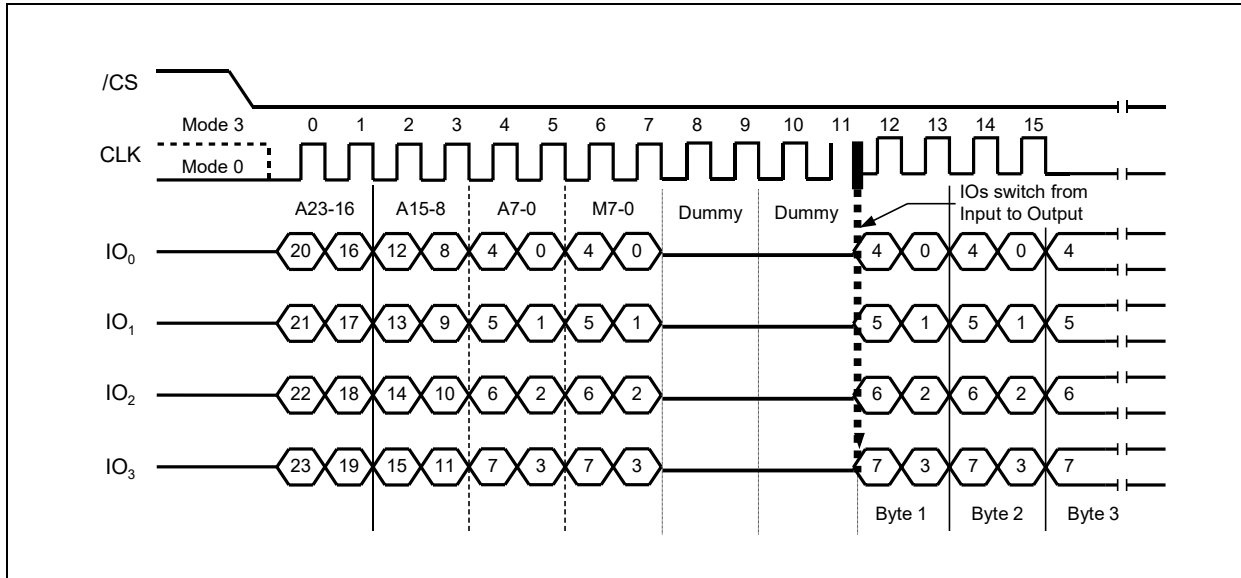 /CS
Mode 3 0 1 2 3 4 5 6 7 8 9 10 11 12 13 14 15
CLK
Mode 0
IOs switch from
Input to Output
A23-16 A15-8 A7-0 M7-0 Dummy Dummy
IO0 20 16 12 8 4 0 4 0 4 0 4 0 4
IO1 21 17 13 9 5 1 5 1 5 1 5 1 5
IO2 22 18 14 10 6 2 6 2 6 2 6 2 6
IO3 23 19 15 11 7 3 7 3 7 3 7 3 7
Byte 1 Byte 2 Byte 3